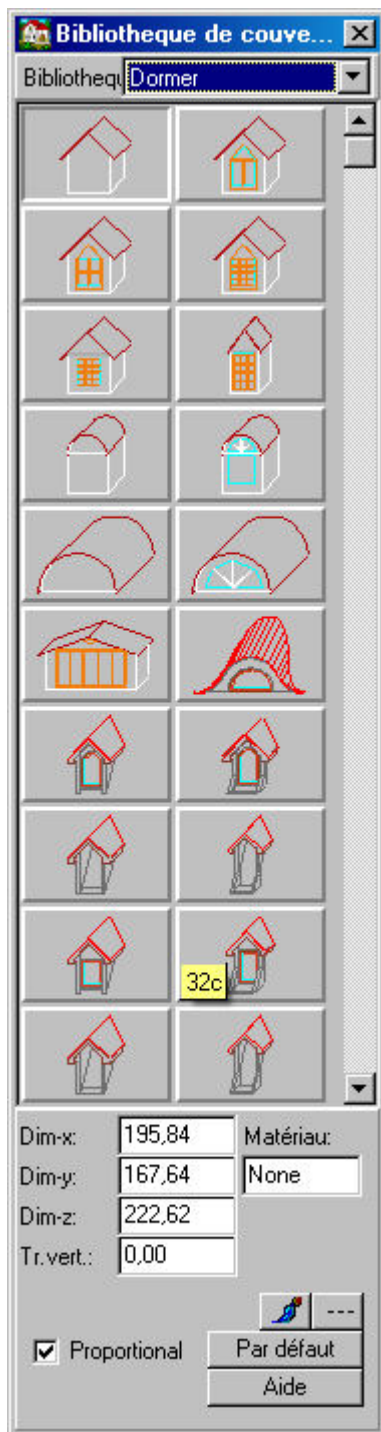 Bibliotheque de couve...
Bibliotheq Dormer
32c
Dim-x: 195,84 Matériau:
Dim-y: 167,64 None
Dim-z: 222,62
Tr.vert.: 0,00
---
Proportional Par défaut
Aide